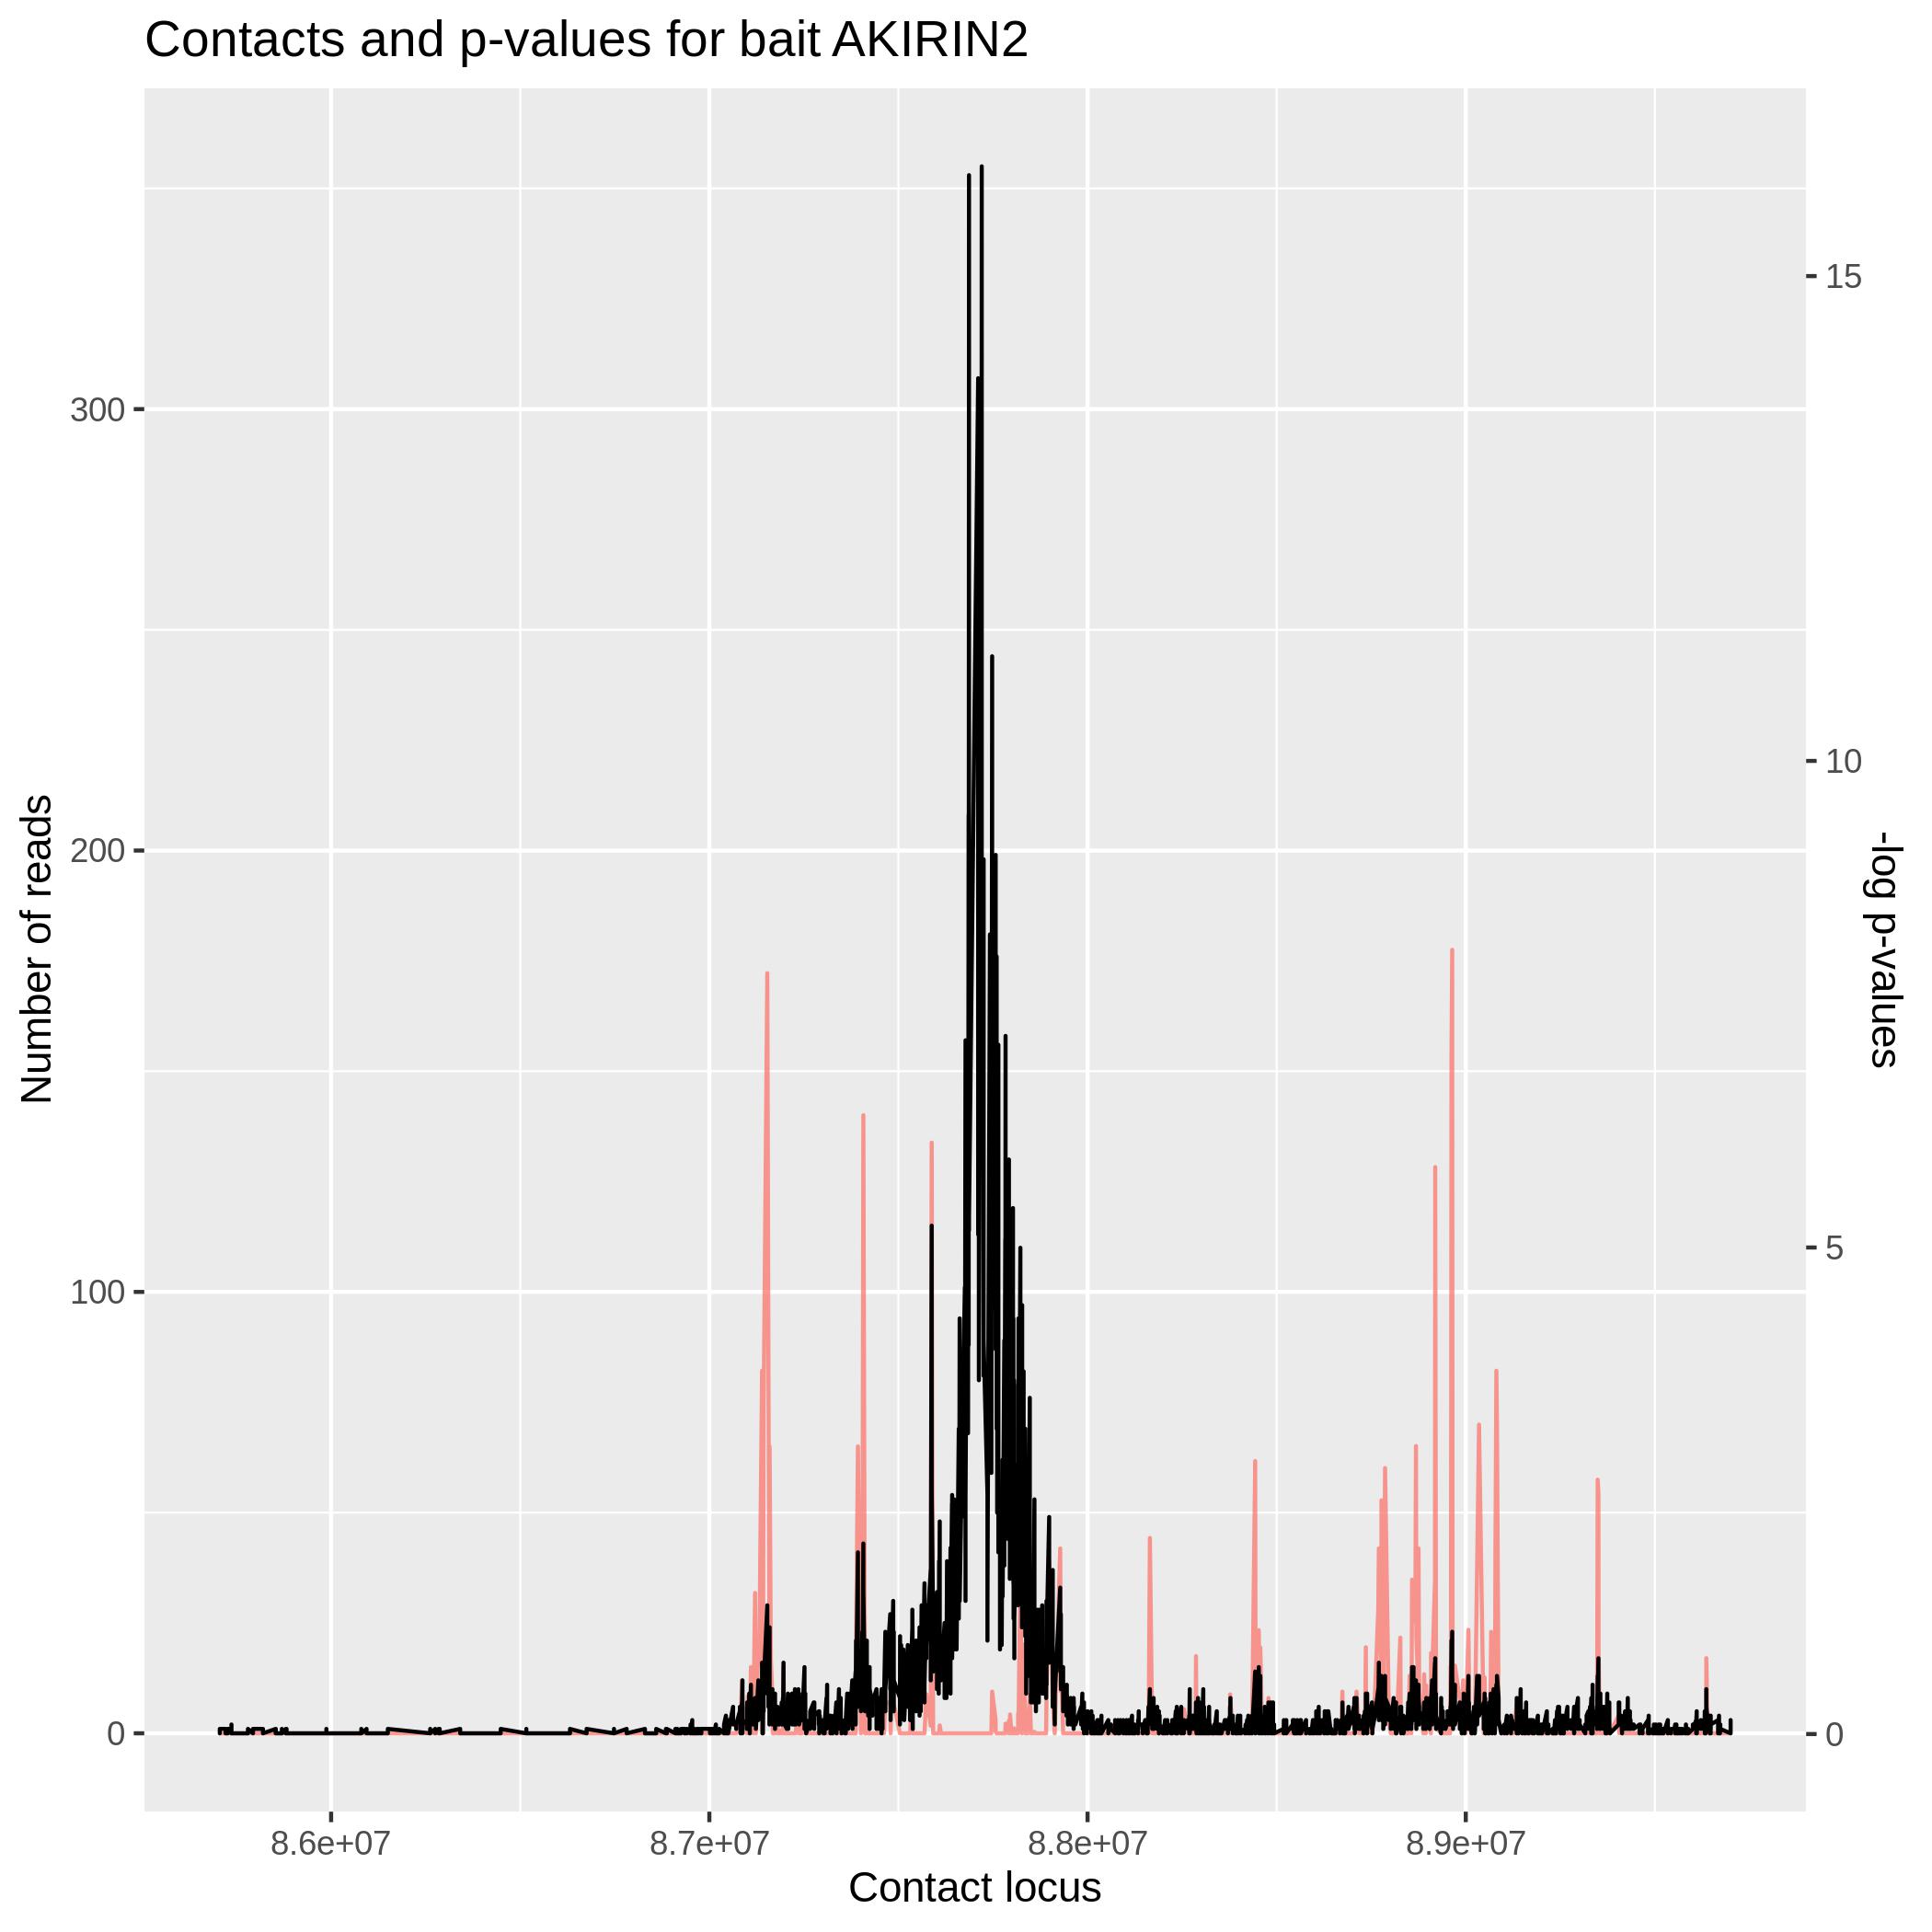 Contacts and p-values for bait AKIRIN2
Number of reads
300
200
100
0
15
10
5
0
-log p-values
8.6e+07
8.7e+07
8.8e+07
8.9e+07
Contact locus